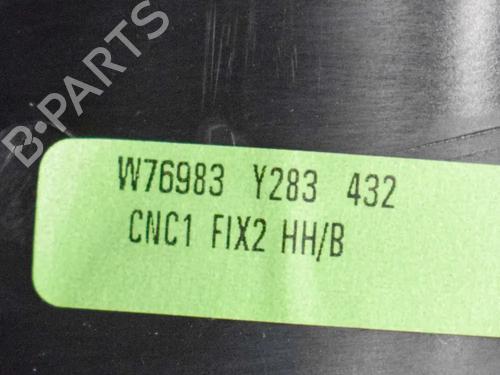 B-PARTS
W76983 Y283 432
CNC1 FIX2 HH/B